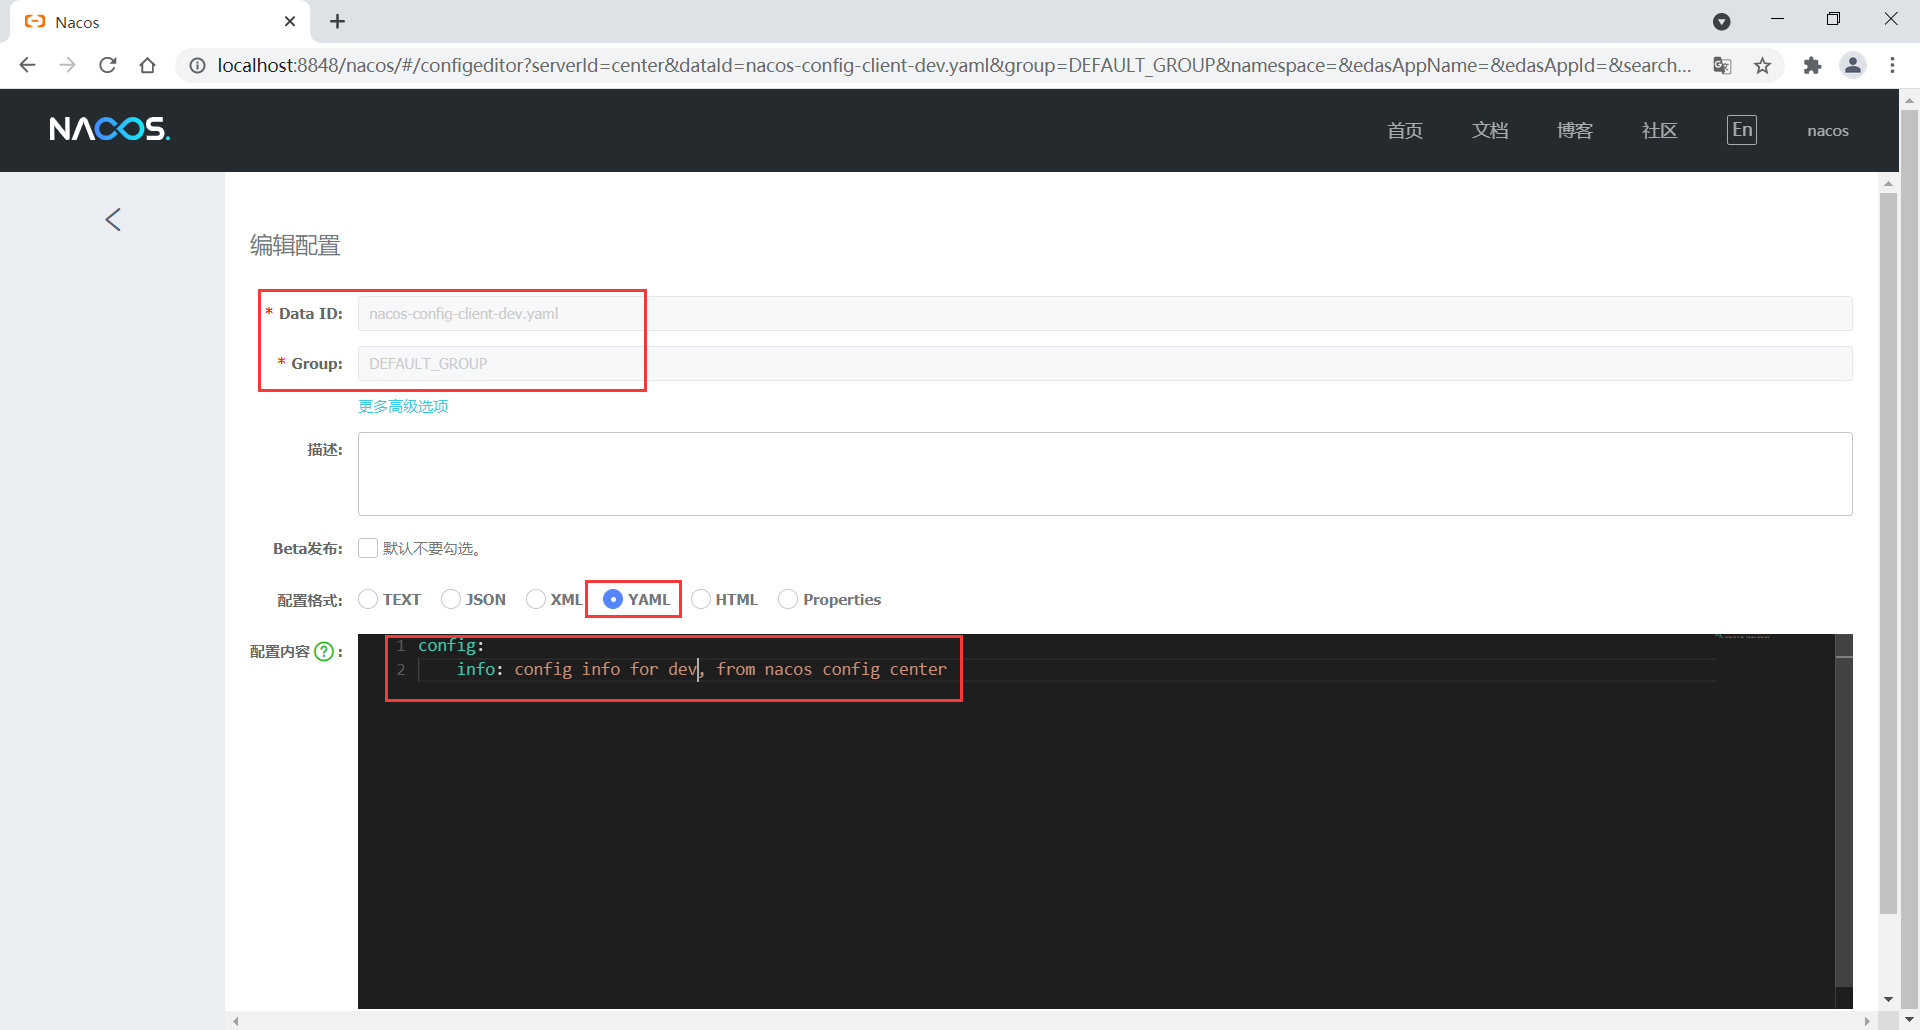 Nacos
localhost:8848/nacos/#/configeditor?serverId=center&dataId=nacos-config-client-dev.yaml&group=DEFAULT_GROUP&namespace=&edasAppName=&edasAppId=&search...
NACOS.
首页 文档 博客 社区 En nacos
编辑配置
* Data ID: nacos-config-client-dev.yaml
* Group: DEFAULT_GROUP
更多高级选项
描述:
Beta发布: 默认不要勾选。
配置格式: TEXT JSON XML YAML HTML Properties
配置内容 ? :
1 config:
2 info: config info for dev, from nacos config center